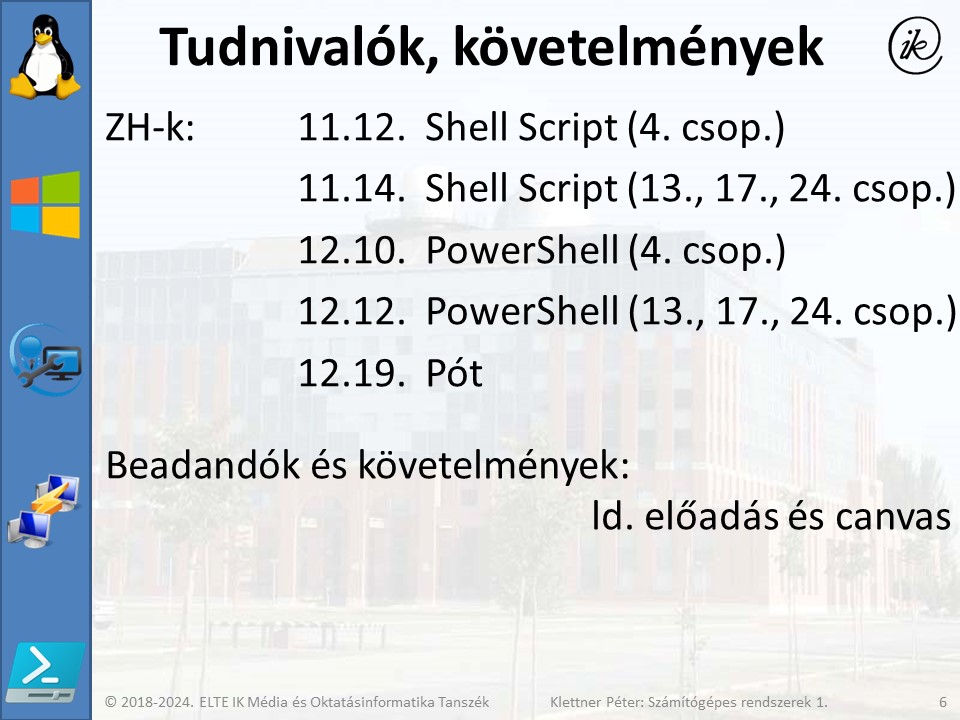 Tudnivalók, követelmények
ik
ZH-k: 11.12. Shell Script (4. csop.)
11.14. Shell Script (13., 17., 24. csop.)
12.10. PowerShell (4. csop.)
12.12. PowerShell (13., 17., 24. csop.)
12.19. Pót
Beadandók és követelmények:
ld. előadás és canvas
© 2018-2024. ELTE IK Média és Oktatásinformatika Tanszék Klettner Péter: Számítógépes rendszerek 1. 6